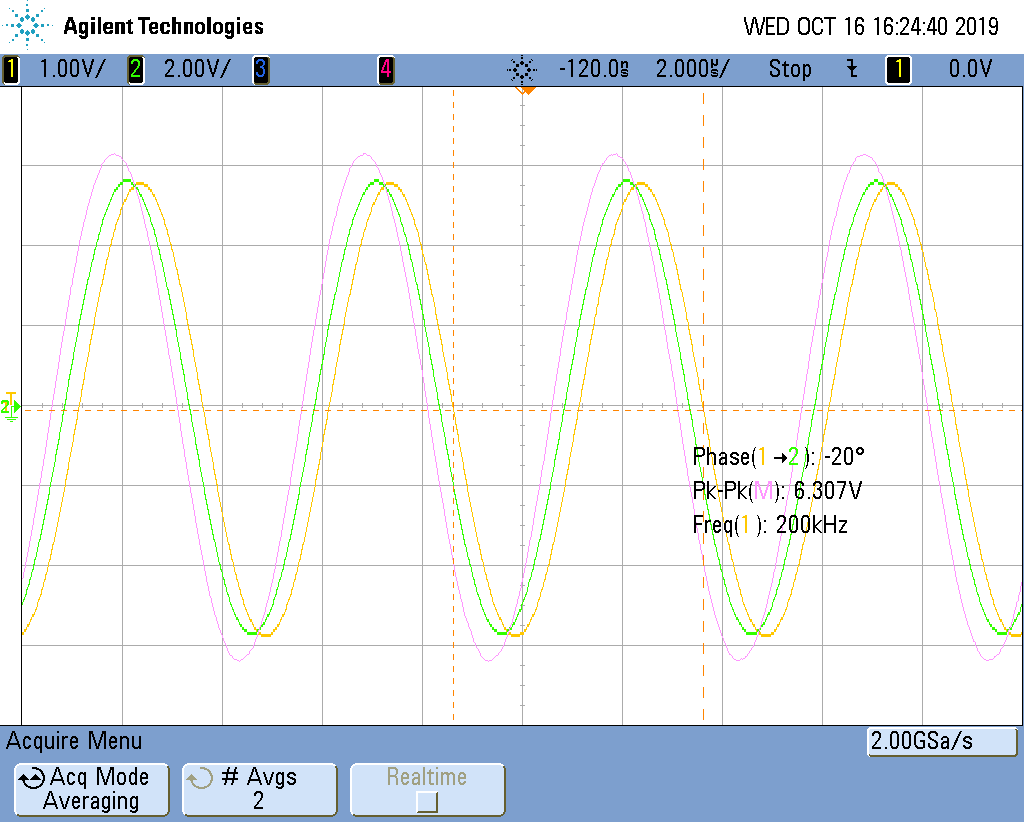 Agilent Technologies WED OCT 16 16:24:40 2019
1 1.00V/ 2 2.00V/ 3 4 -120.0ns 2.000us/ Stop 1 0.0V
T
2
Phase(1→2): -20°
Pk-Pk(M): 6.307V
Freq(1): 200kHz
Acquire Menu 2.00GSa/s
Acq Mode # Avgs Realtime
Averaging 2